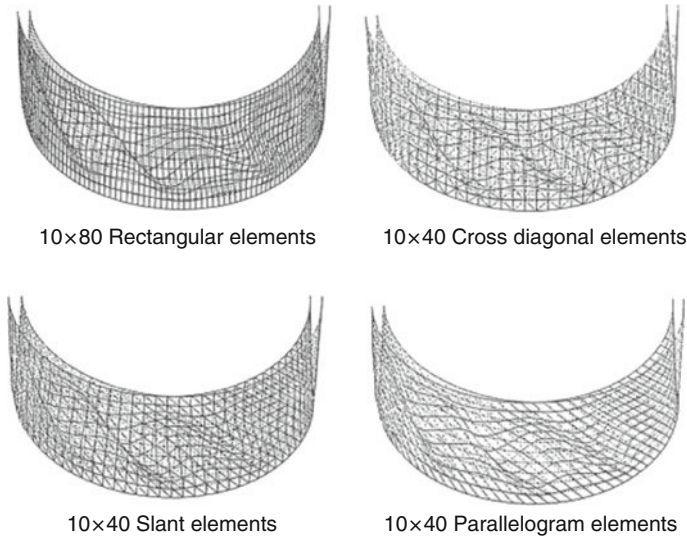 10×80 Rectangular elements
10×40 Cross diagonal elements
10×40 Slant elements
10×40 Parallelogram elements